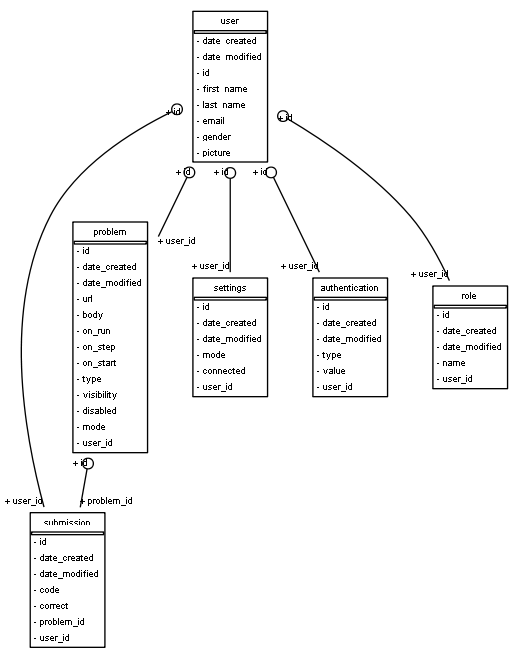 user
- date_created
- date_modified
- id
- first_name
- last_name
- email
- gender
- picture
+ id
+ id
+ id
+ id
+ id
+ user_id
+ user_id
+ user_id
+ user_id
problem
- id
- date_created
- date_modified
- url
- body
- on_run
- on_step
- on_start
- type
- visibility
- disabled
- mode
- user_id
settings
- id
- date_created
- date_modified
- mode
- connected
- user_id
authentication
- id
- date_created
- date_modified
- type
- value
- user_id
role
- id
- date_created
- date_modified
- name
- user_id
+ id
+ user_id
+ problem_id
submission
- id
- date_created
- date_modified
- code
- correct
- problem_id
- user_id